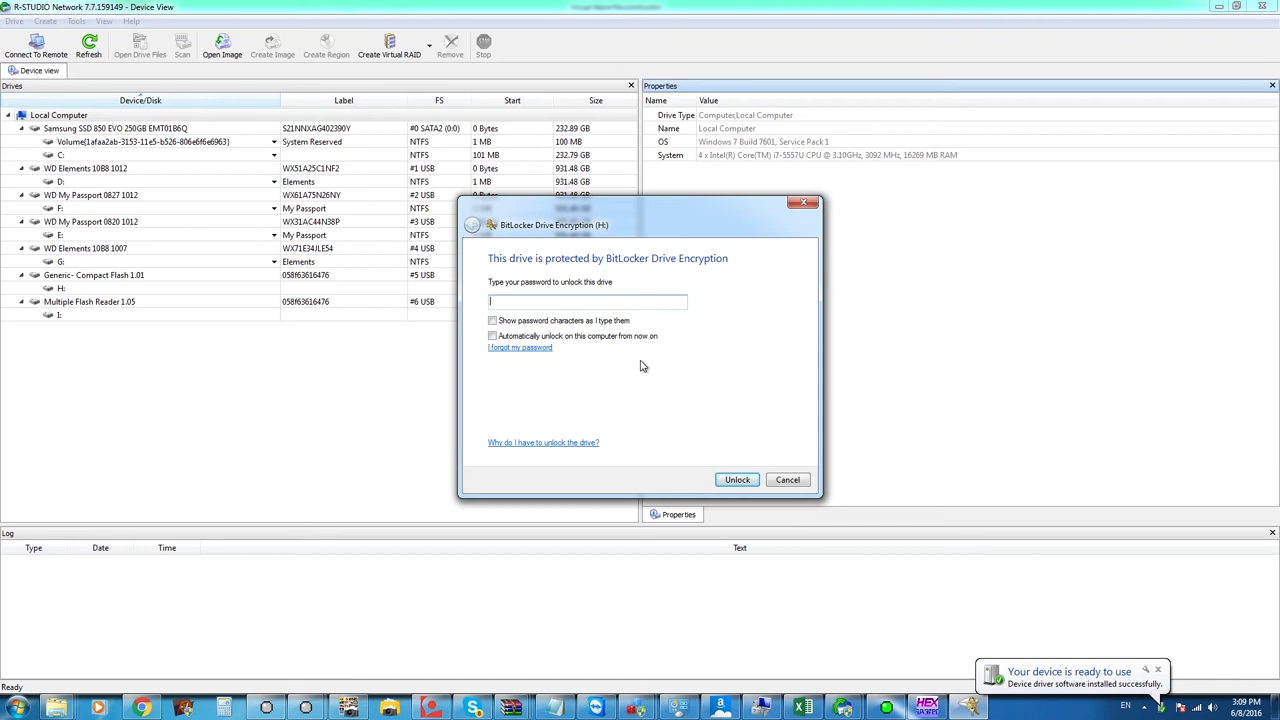 R-STUDIO Network 7.7.159149 - Device View
Drive Create Tools View Help
Connect To Remote Refresh Open Drive Files Scan Open Image Create Image Create Region Create Virtual RAID Remove Stop
Device view
Drives
Device/Disk Label FS Start Size
Local Computer
Samsung SSD 850 EVO 250GB EMT01B6Q S21NNXAG402390Y #0 SATA2 (0:0) 0 Bytes 232.89 GB
Volume{1afaa2ab-3153-11e5-b526-806e6f6e6963} System Reserved NTFS 1 MB 100 MB
C: NTFS 101 MB 232.79 GB
WD Elements 10B8 1012 WX51A25C1NF2 #1 USB 0 Bytes 931.48 GB
D: Elements NTFS 1 MB 931.48 GB
WD My Passport 0827 1012 WX61A75N26NY #2 USB 0 Bytes
F: My Passport NTFS
WD My Passport 0820 1012 WX31AC44N38P #3 USB
E: My Passport NTFS
WD Elements 10B8 1007 WX71E34JLE54 #4 USB
G: Elements NTFS
Generic- Compact Flash 1.01 058f63616476 #5 USB
H:
Multiple Flash Reader 1.05 058f63616476 #6 USB
I:
Properties
Name Value
Drive Type Computer,Local Computer
Name Local Computer
OS Windows 7 Build 7601, Service Pack 1
System 4 x Intel(R) Core(TM) i7-5557U CPU @ 3.10GHz, 3092 MHz, 16269 MB RAM
BitLocker Drive Encryption (H:)
This drive is protected by BitLocker Drive Encryption
Type your password to unlock this drive
Show password characters as I type them
Automatically unlock on this computer from now on
I forgot my password
Why do I have to unlock the drive?
Unlock Cancel
Properties
Log
Type Date Time Text
Your device is ready to use
Device driver software installed successfully.
Ready
HEX
EN
3:09 PM
6/8/2016